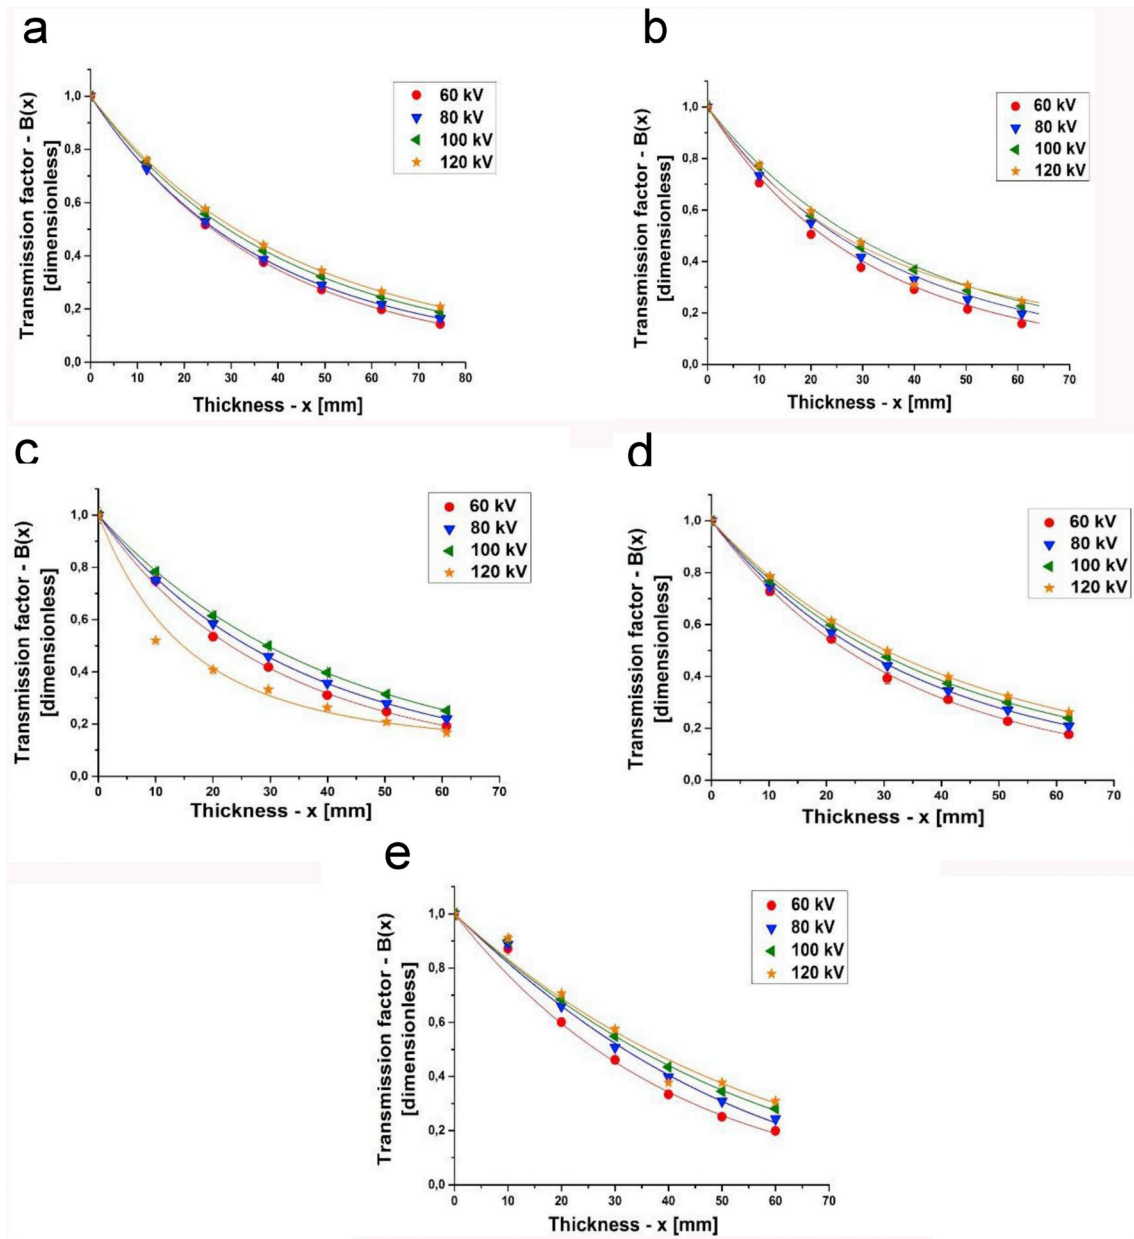 a
Transmission factor - B(x)
[dimensionless]
1,0
0,8
0,6
0,4
0,2
0,0
0 10 20 30 40 50 60 70 80
Thickness - x [mm]
60 kV
80 kV
100 kV
120 kV
b
Transmission factor - B(x)
[dimensionless]
1,0
0,8
0,6
0,4
0,2
0,0
0 10 20 30 40 50 60 70
Thickness - x [mm]
60 kV
80 kV
100 kV
120 kV
c
Transmission factor - B(x)
[dimensionless]
1,0
0,8
0,6
0,4
0,2
0,0
0 10 20 30 40 50 60 70
Thickness - x [mm]
60 kV
80 kV
100 kV
120 kV
d
Transmission factor - B(x)
[dimensionless]
1,0
0,8
0,6
0,4
0,2
0,0
0 10 20 30 40 50 60 70
Thickness - x [mm]
60 kV
80 kV
100 kV
120 kV
e
Transmission factor - B(x)
[dimensionless]
1,0
0,8
0,6
0,4
0,2
0,0
0 10 20 30 40 50 60 70
Thickness - x [mm]
60 kV
80 kV
100 kV
120 kV